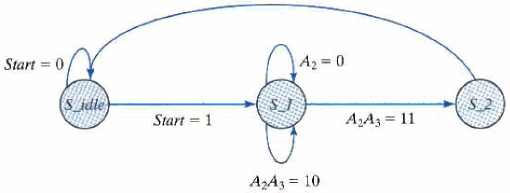 Start = 0
A₂ = 0
S_idle
S_1
S_2
Start = 1
A₂A₃ = 11
A₂A₃ = 10